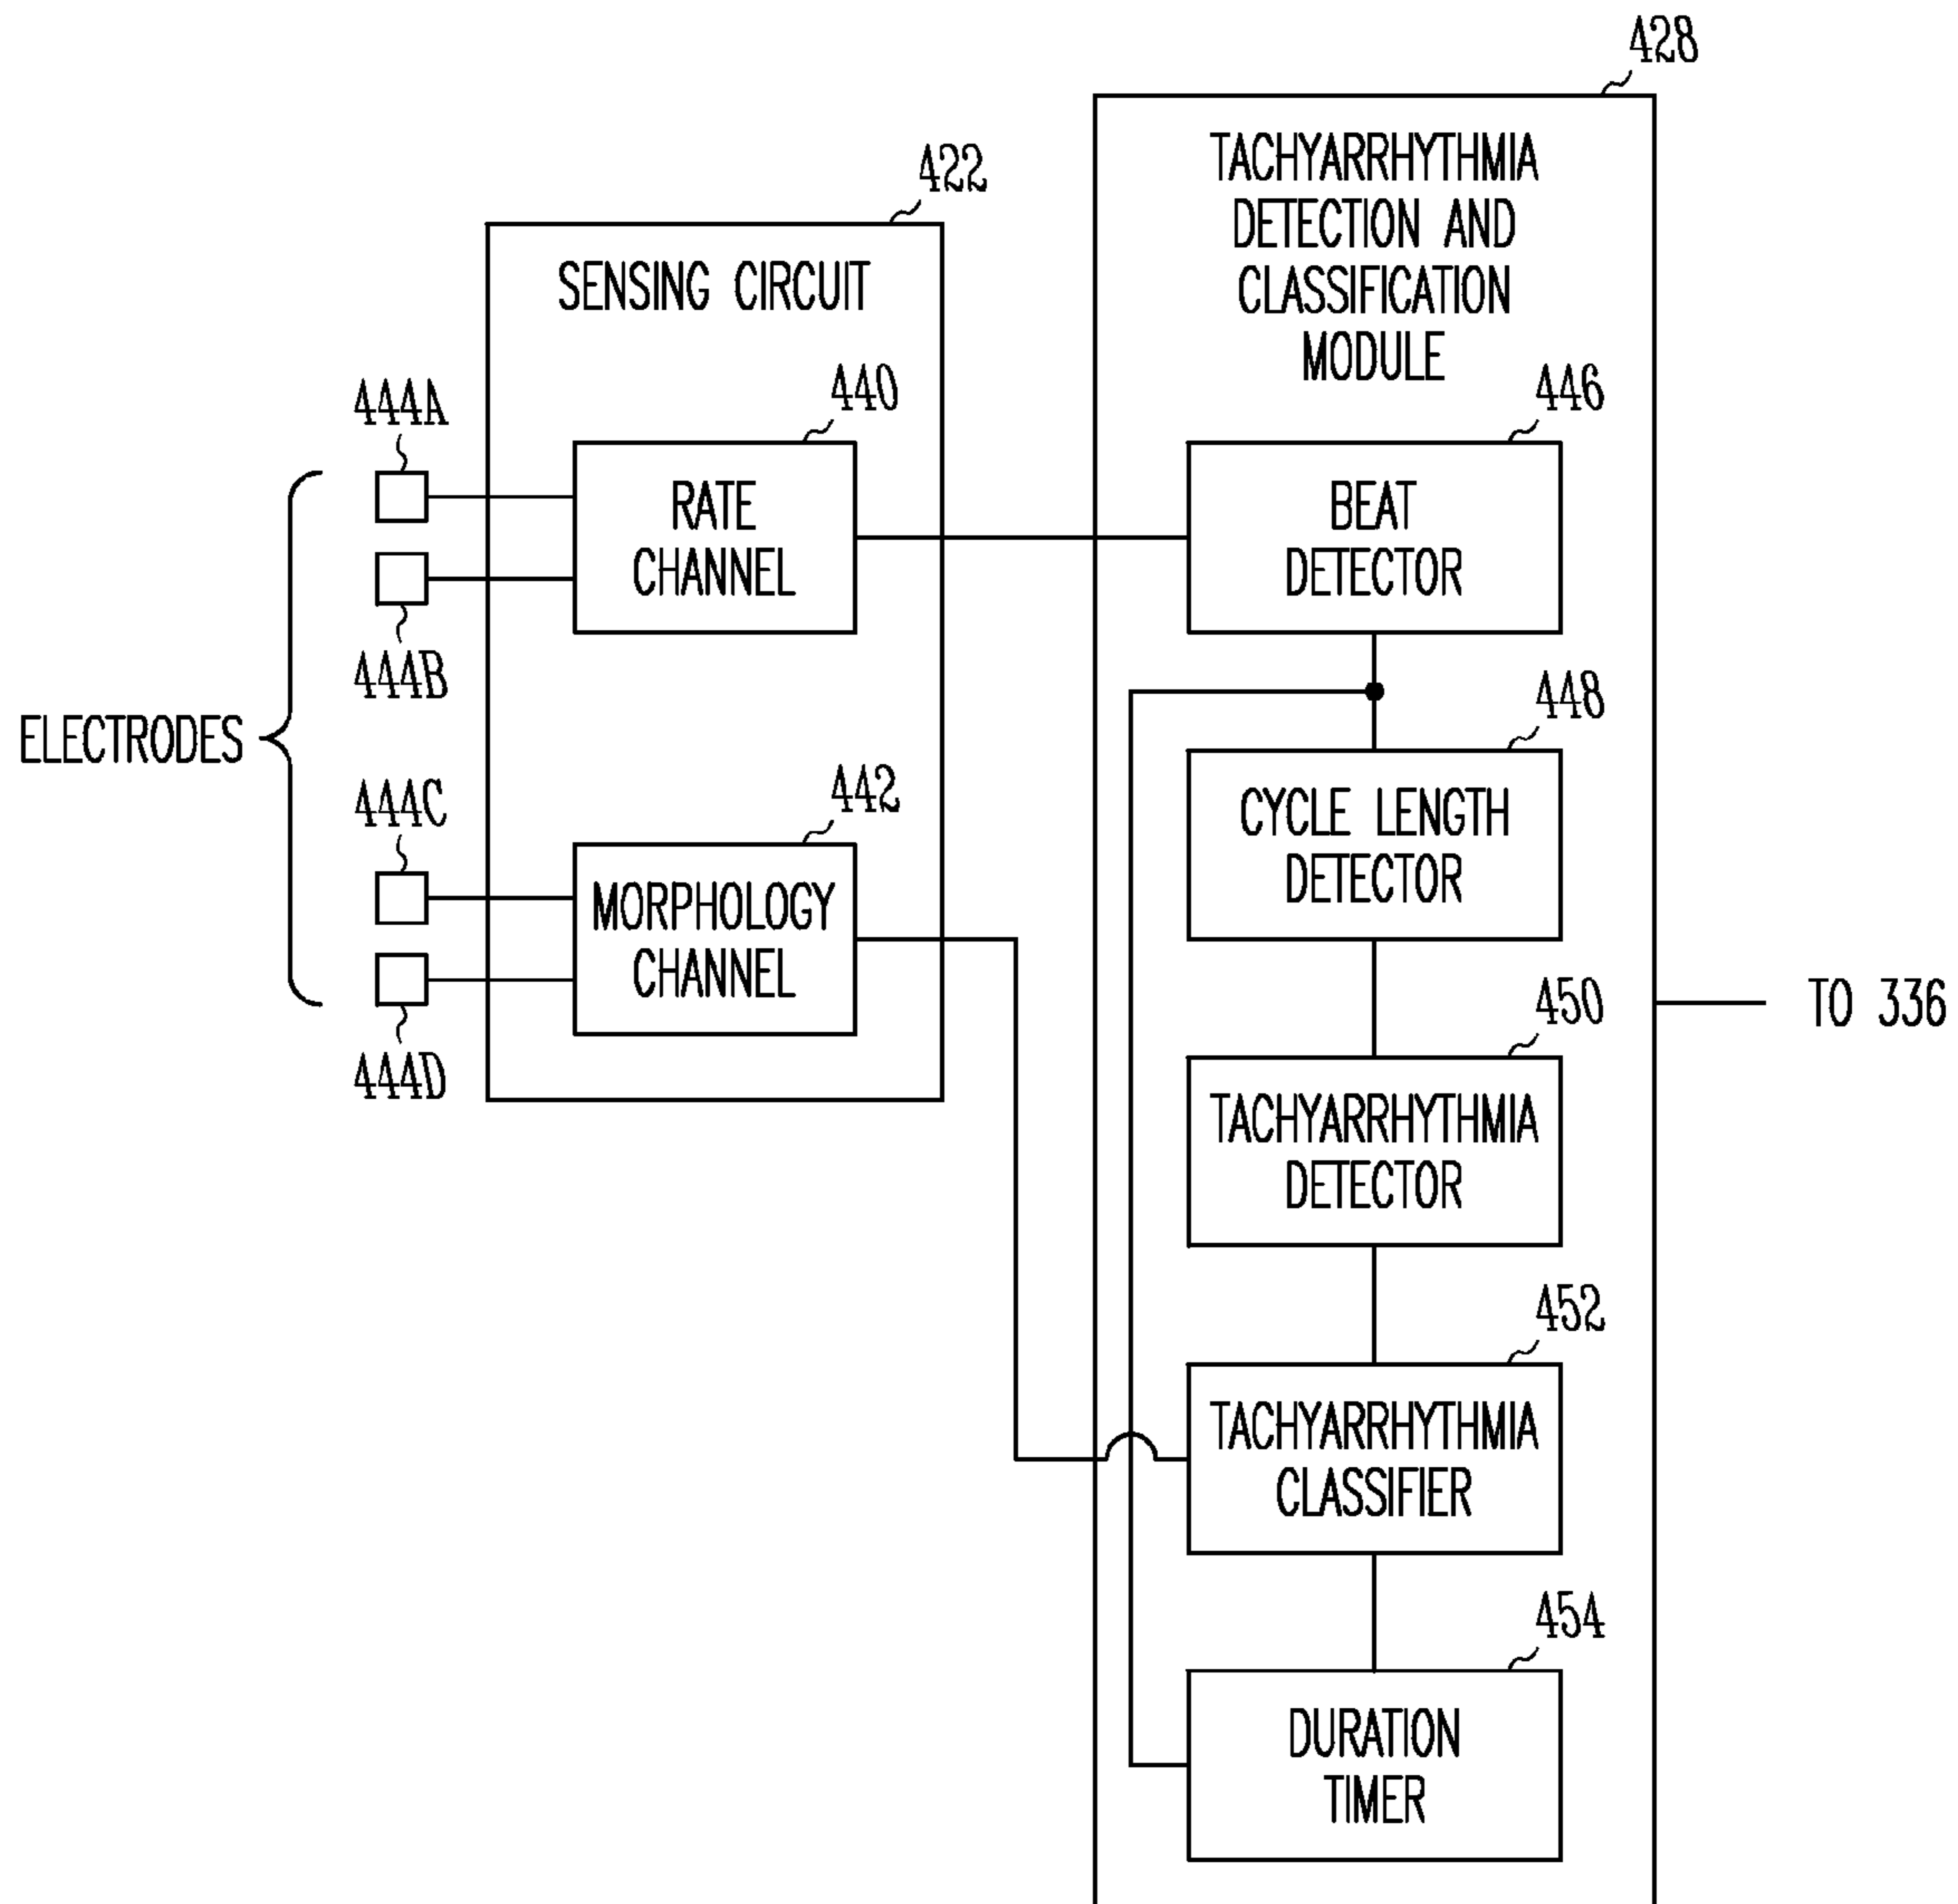 428
TACHYARRHYTHMIA
DETECTION AND
CLASSIFICATION
MODULE
422
SENSING CIRCUIT
444A
440
RATE
CHANNEL
444B
446
BEAT
DETECTOR
ELECTRODES
448
CYCLE LENGTH
DETECTOR
444C
442
MORPHOLOGY
CHANNEL
444D
450
TACHYARRHYTHMIA
DETECTOR
TO 336
452
TACHYARRHYTHMIA
CLASSIFIER
454
DURATION
TIMER